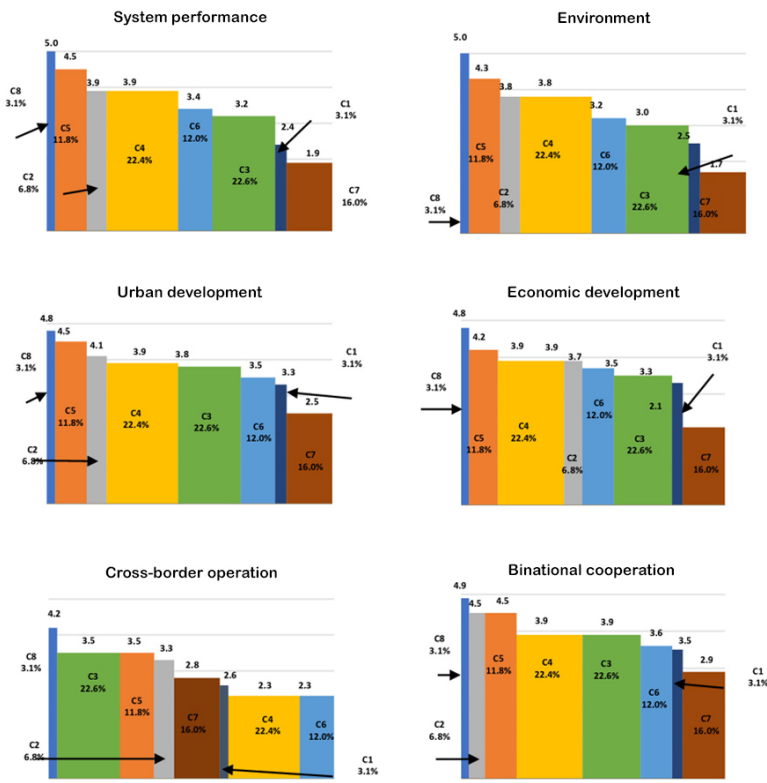 System performance
5.0
4.5
3.9
3.9
3.4
3.2
2.4
1.9
C8
3.1%
C5
11.8%
C2
6.8%
C4
22.4%
C6
12.0%
C3
22.6%
C1
3.1%
C7
16.0%
Environment
5.0
4.3
3.8
3.8
3.2
3.0
2.5
1.7
C8
3.1%
C5
11.8%
C2
6.8%
C4
22.4%
C6
12.0%
C3
22.6%
C1
3.1%
C7
16.0%
Urban development
4.8
4.5
4.1
3.9
3.8
3.5
3.3
2.5
C8
3.1%
C5
11.8%
C2
6.8%
C4
22.4%
C3
22.6%
C6
12.0%
C1
3.1%
C7
16.0%
Economic development
4.8
4.2
3.9
3.9
3.7
3.5
3.3
2.1
C8
3.1%
C5
11.8%
C4
22.4%
C2
6.8%
C6
12.0%
C3
22.6%
C1
3.1%
C7
16.0%
Cross-border operation
4.2
3.5
3.5
3.3
2.8
2.6
2.3
2.3
C8
3.1%
C3
22.6%
C5
11.8%
C2
6.8%
C7
16.0%
C1
3.1%
C4
22.4%
C6
12.0%
Binational cooperation
4.9
4.5
4.5
3.9
3.9
3.6
3.5
2.9
C8
3.1%
C2
6.8%
C5
11.8%
C4
22.4%
C3
22.6%
C6
12.0%
C1
3.1%
C7
16.0%